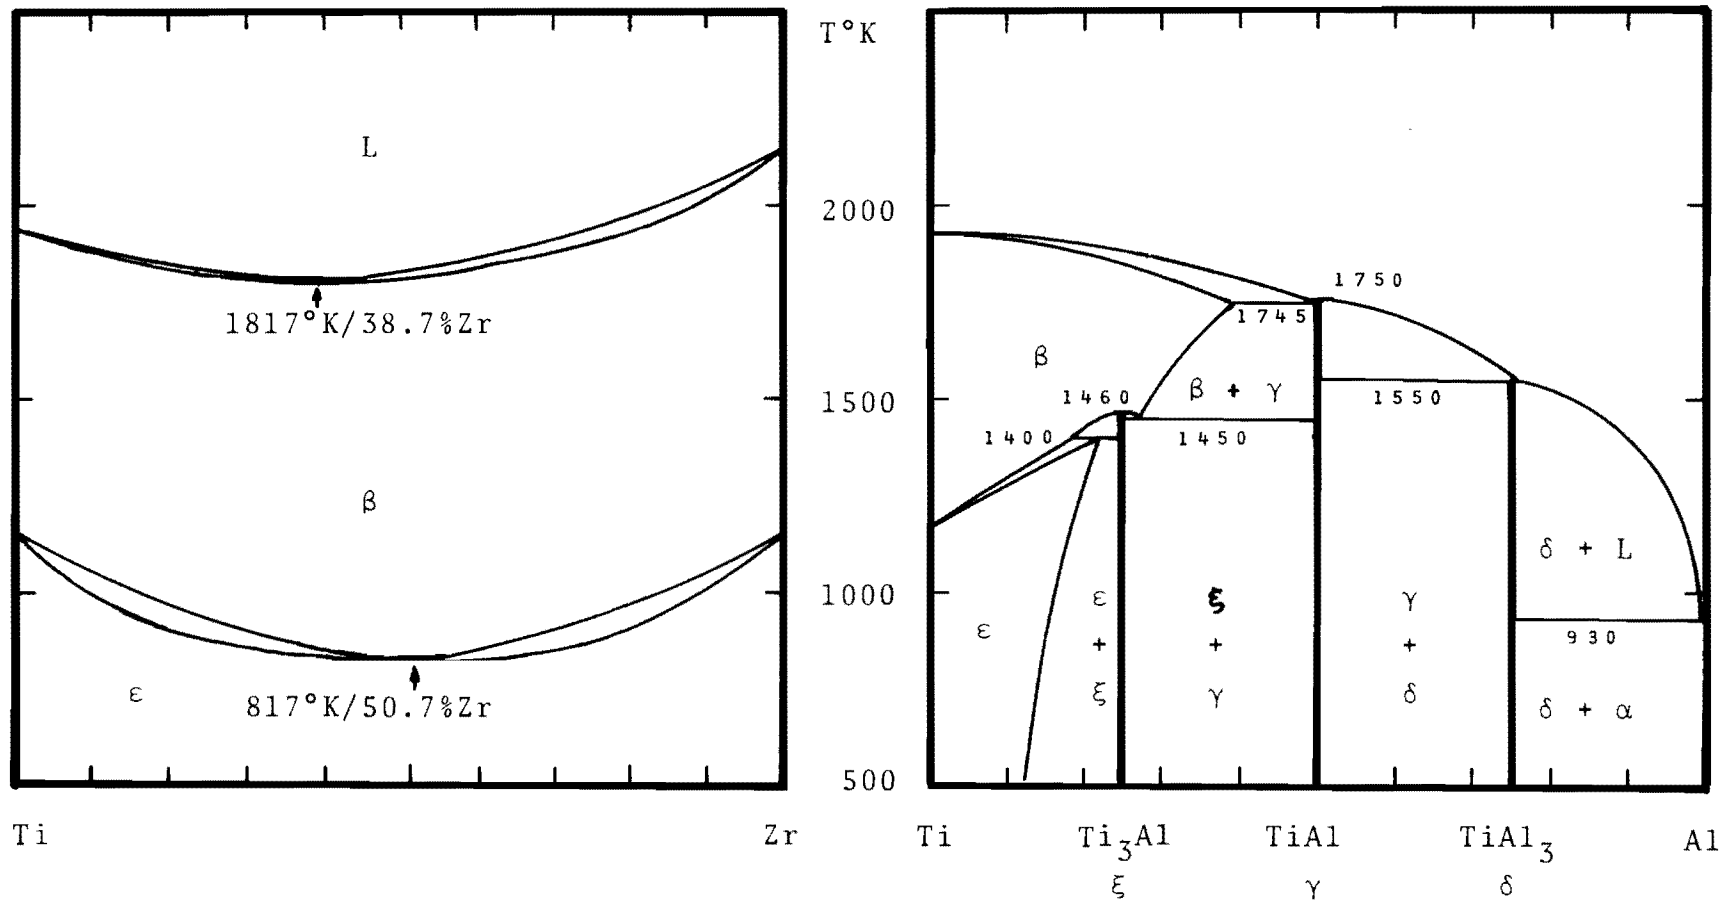 T°K
L
2000
1817°K/38.7%Zr
β
1500
1000
ε
817°K/50.7%Zr
500
Ti Zr
1750
1745
β
1460
β + γ
1550
1400
1450
δ + L
ε
ε + ξ
ξ + γ
γ + δ
930
δ + α
Ti Ti3Al TiAl TiAl3 Al
ξ γ δ